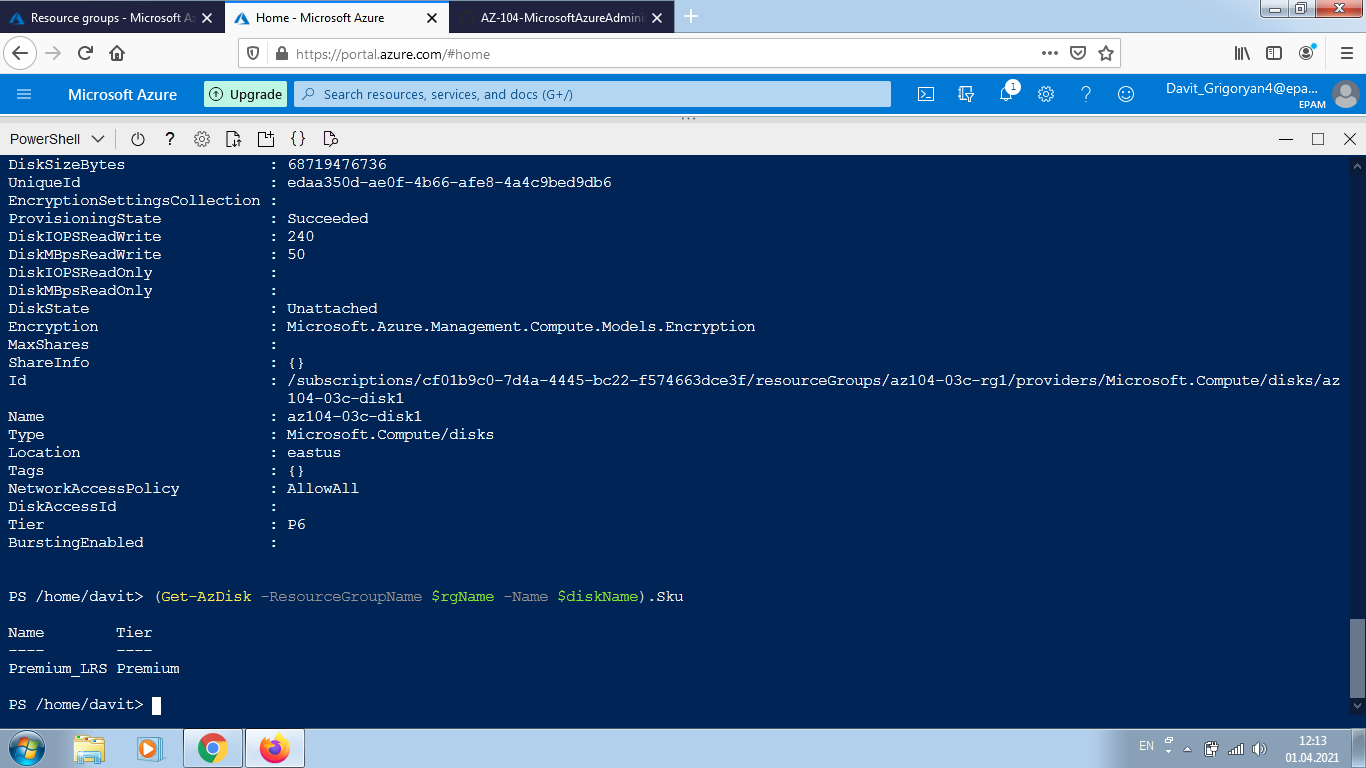 Resource groups - Microsoft Az
Home - Microsoft Azure
AZ-104-MicrosoftAzureAdmini
https://portal.azure.com/#home
Microsoft Azure
Upgrade
Search resources, services, and docs (G+/)
1
Davit_Grigoryan4@epa...
EPAM
PowerShell
DiskSizeBytes : 68719476736
UniqueId : edaa350d-ae0f-4b66-afe8-4a4c9bed9db6
EncryptionSettingsCollection :
ProvisioningState : Succeeded
DiskIOPSReadWrite : 240
DiskMBpsReadWrite : 50
DiskIOPSReadOnly :
DiskMBpsReadOnly :
DiskState : Unattached
Encryption : Microsoft.Azure.Management.Compute.Models.Encryption
MaxShares :
ShareInfo : {}
Id : /subscriptions/cf01b9c0-7d4a-4445-bc22-f574663dce3f/resourceGroups/az104-03c-rg1/providers/Microsoft.Compute/disks/az
104-03c-disk1
Name : az104-03c-disk1
Type : Microsoft.Compute/disks
Location : eastus
Tags : {}
NetworkAccessPolicy : AllowAll
DiskAccessId :
Tier : P6
BurstingEnabled :
PS /home/davit> (Get-AzDisk -ResourceGroupName $rgName -Name $diskName).Sku
Name Tier
---- ----
Premium_LRS Premium
PS /home/davit>
EN
12:13
01.04.2021